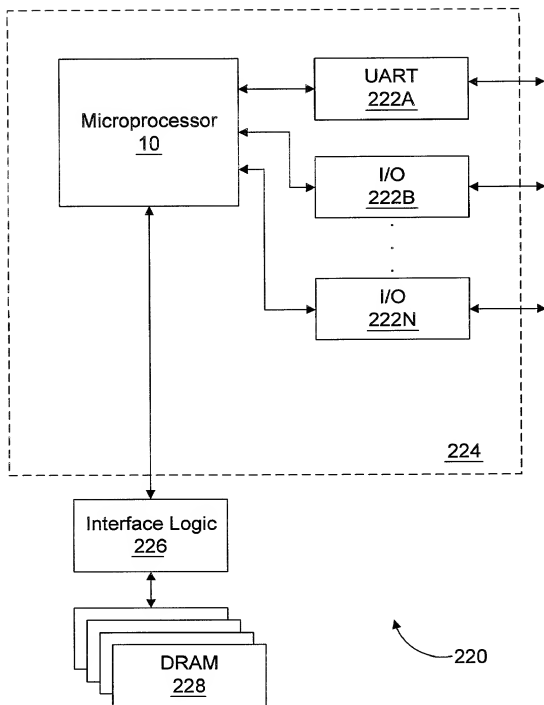 Microprocessor
10
UART
222A
I/O
222B
I/O
222N
224
Interface Logic
226
DRAM
228
220